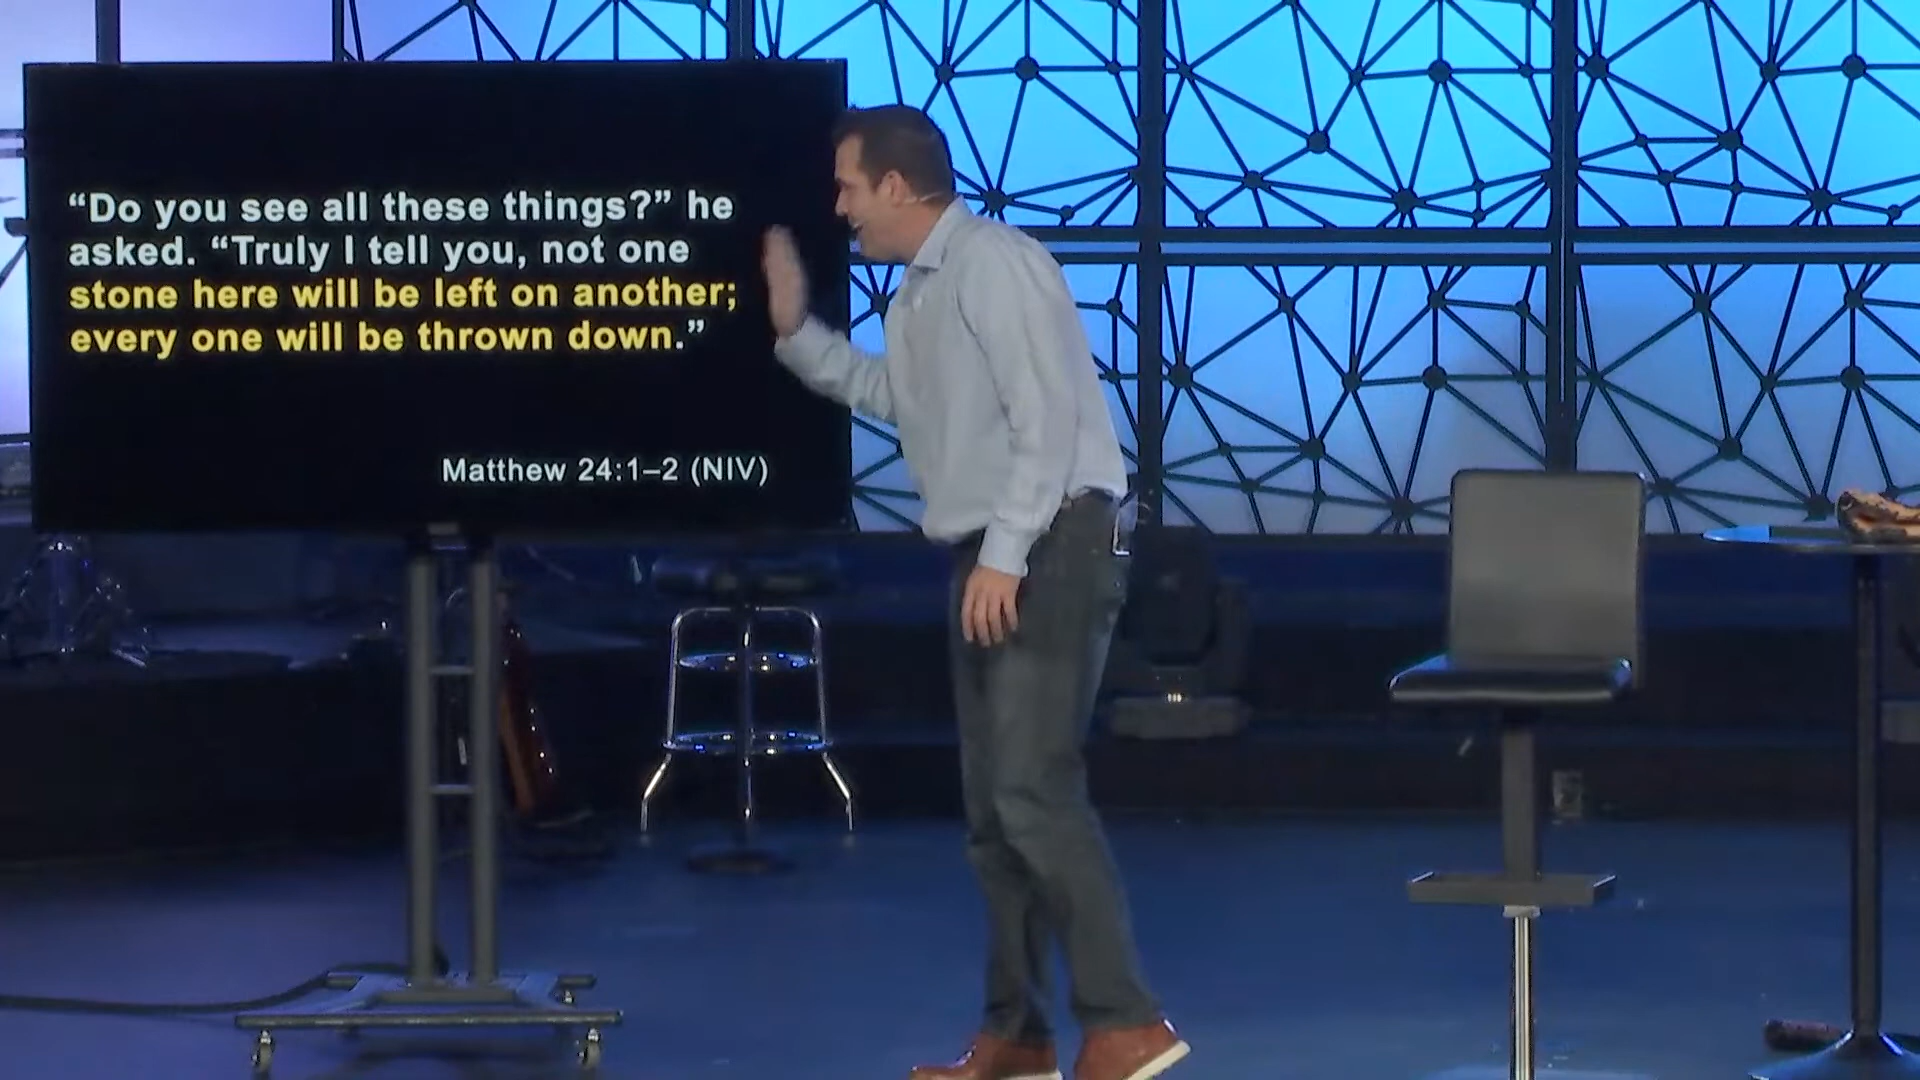 “Do you see all these things?” he
asked. “Truly I tell you, not one
stone here will be left on another;
every one will be thrown down.”
Matthew 24:1–2 (NIV)